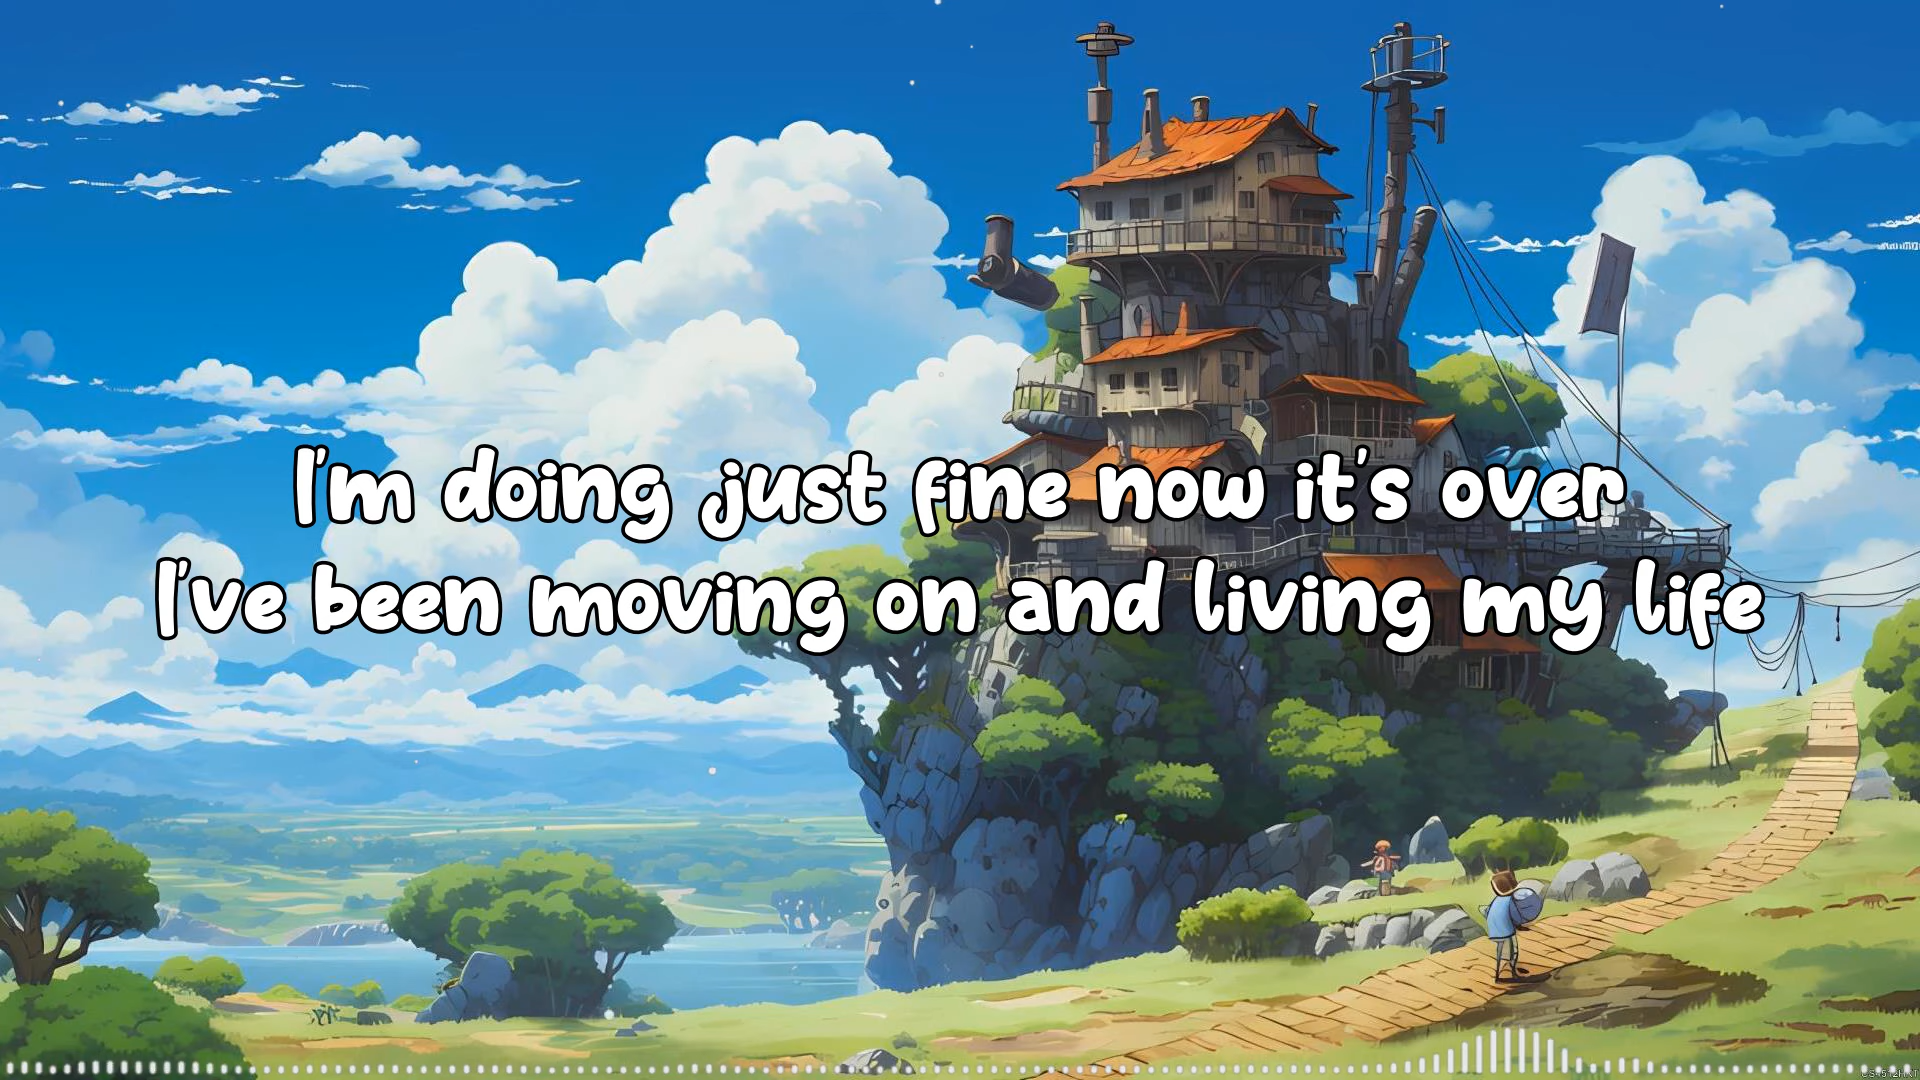 I'm doing just fine now it's over
I've been moving on and living my life